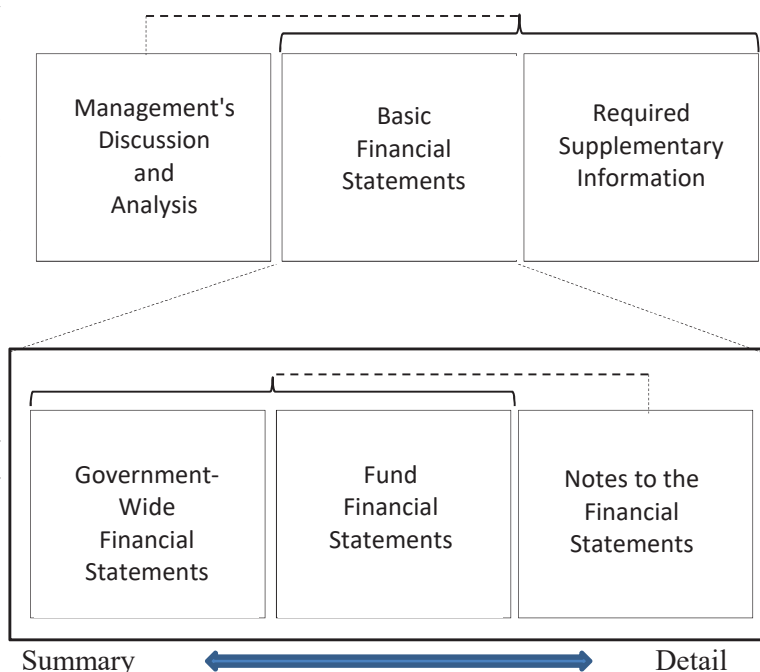 Management's
Discussion
and
Analysis
Basic
Financial
Statements
Required
Supplementary
Information
Government-
Wide
Financial
Statements
Fund
Financial
Statements
Notes to the
Financial
Statements
Summary
Detail